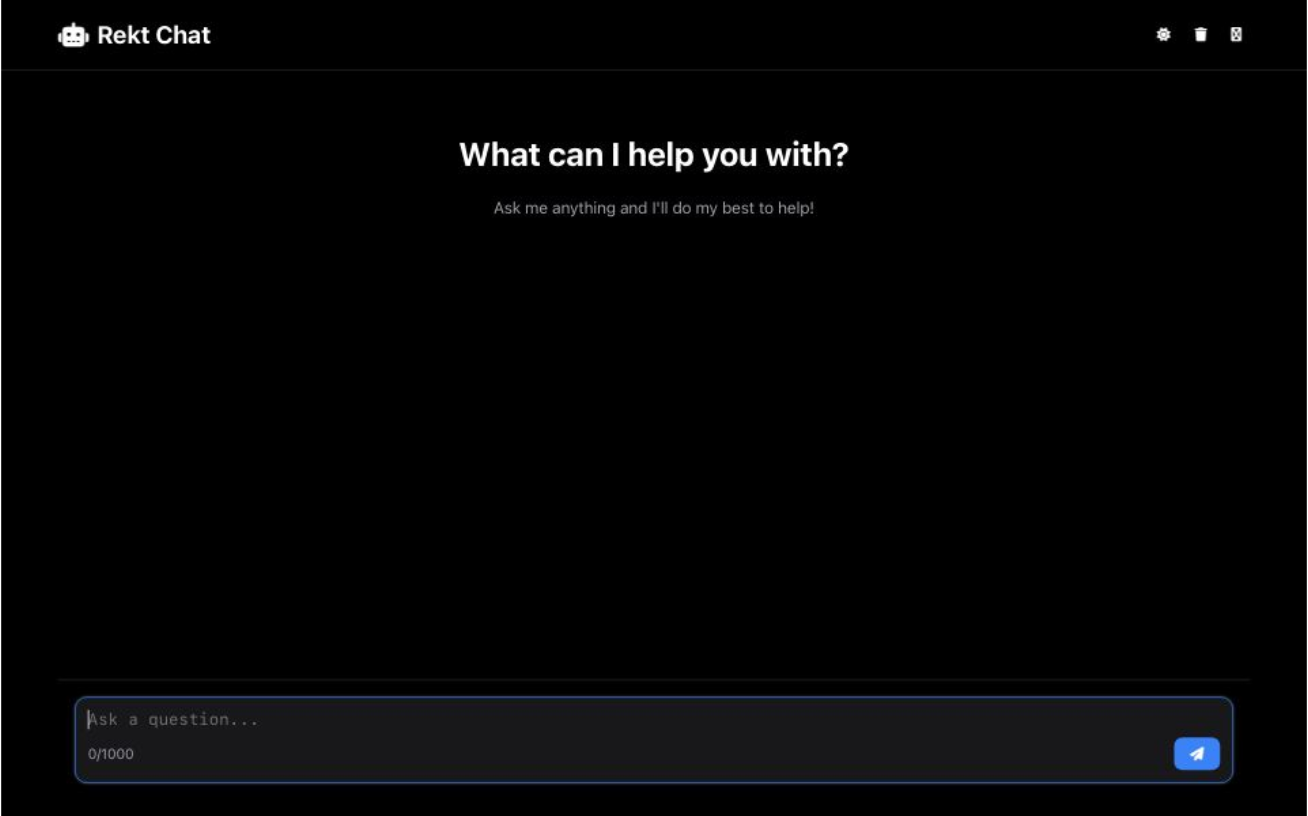 Rekt Chat
What can I help you with?
Ask me anything and I'll do my best to help!
Ask a question...
0/1000